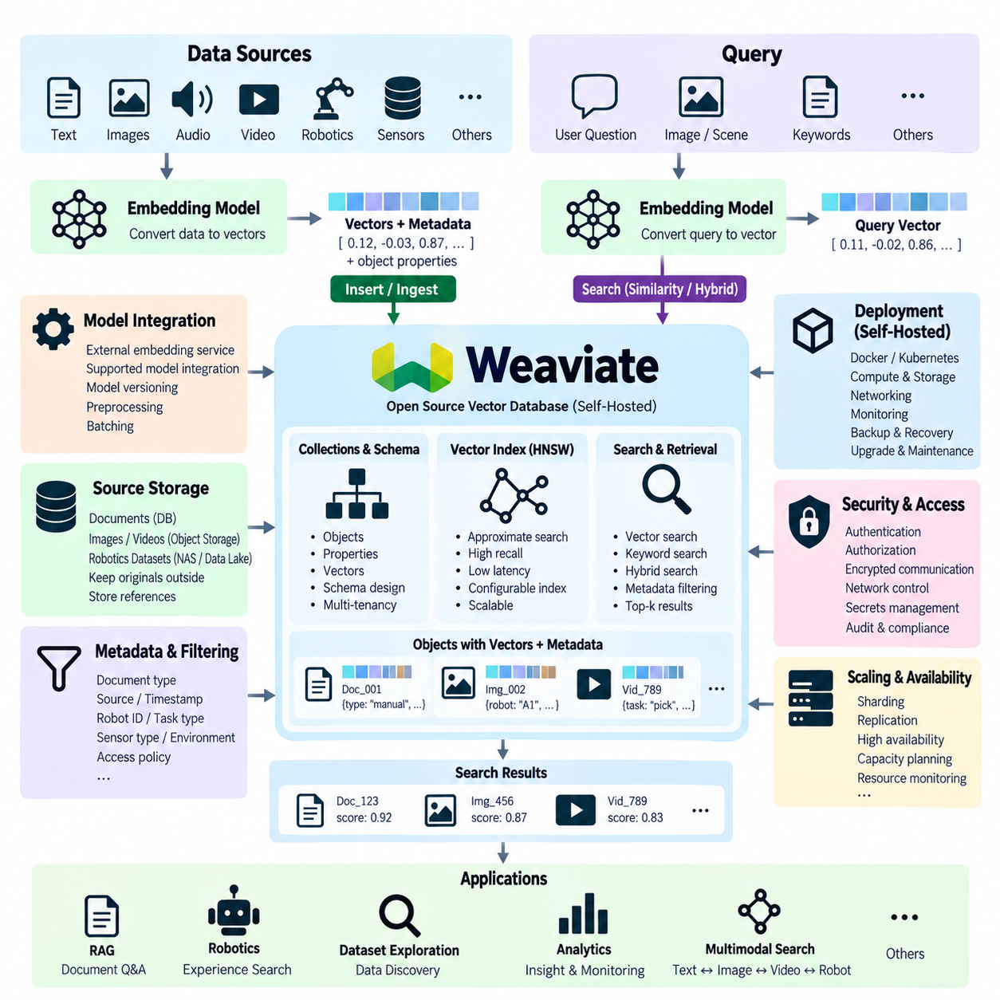 Data Sources
Text
Images
Audio
Video
Robotics
Sensors
...
Others
Query
User Question
Image / Scene
Keywords
...
Others
Embedding Model
Convert data to vectors
Vectors + Metadata
[ 0.12, -0.03, 0.87, ... ]
+ object properties
Insert / Ingest
Embedding Model
Convert query to vector
Query Vector
[ 0.11, -0.02, 0.86, ... ]
Search (Similarity / Hybrid)
Model Integration
External embedding service
Supported model integration
Model versioning
Preprocessing
Batching
Source Storage
Documents (DB)
Images / Videos (Object Storage)
Robotics Datasets (NAS / Data Lake)
Keep originals outside
Store references
Metadata & Filtering
Document type
Source / Timestamp
Robot ID / Task type
Sensor type / Environment
Access policy
...
Weaviate
Open Source Vector Database (Self-Hosted)
Collections & Schema
• Objects
• Properties
• Vectors
• Schema design
• Multi-tenancy
Vector Index (HNSW)
• Approximate search
• High recall
• Low latency
• Configurable index
• Scalable
Search & Retrieval
• Vector search
• Keyword search
• Hybrid search
• Metadata filtering
• Top-k results
Objects with Vectors + Metadata
Doc_001
{type: "manual", ...}
Img_002
{robot: "A1", ...}
Vid_789
{task: "pick", ...}
...
Deployment
(Self-Hosted)
Docker / Kubernetes
Compute & Storage
Networking
Monitoring
Backup & Recovery
Upgrade & Maintenance
Security & Access
Authentication
Authorization
Encrypted communication
Network control
Secrets management
Audit & compliance
Scaling & Availability
Sharding
Replication
High availability
Capacity planning
Resource monitoring
...
Search Results
Doc_123
score: 0.92
Img_456
score: 0.87
Vid_789
score: 0.83
...
Applications
RAG
Document Q&A
Robotics
Experience Search
Dataset Exploration
Data Discovery
Analytics
Insight & Monitoring
Multimodal Search
Text ↔ Image ↔ Video ↔ Robot
...
Others